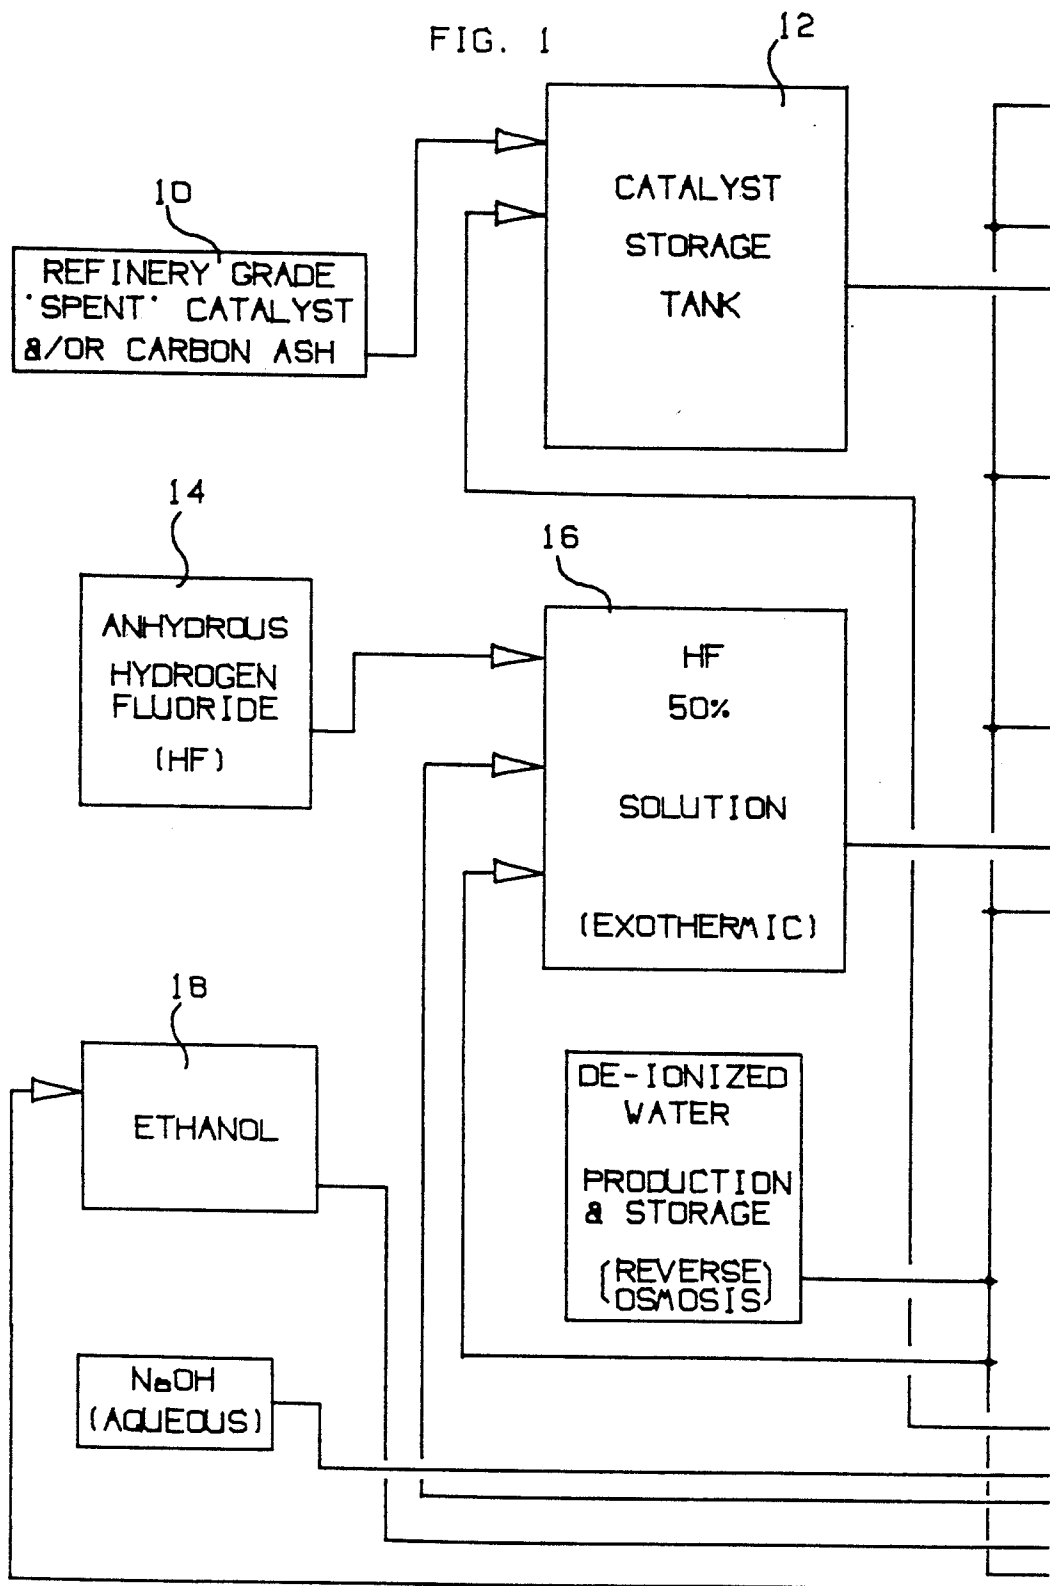 FIG. 1
12
CATALYST
STORAGE
TANK
10
REFINERY GRADE
'SPENT' CATALYST
&/OR CARBON ASH
14
ANHYDROUS
HYDROGEN
FLUORIDE
(HF)
16
HF
50%
SOLUTION
(EXOTHERMIC)
18
ETHANOL
DE-IONIZED
WATER
PRODUCTION
& STORAGE
(REVERSE
OSMOSIS)
NaOH
(AQUEOUS)